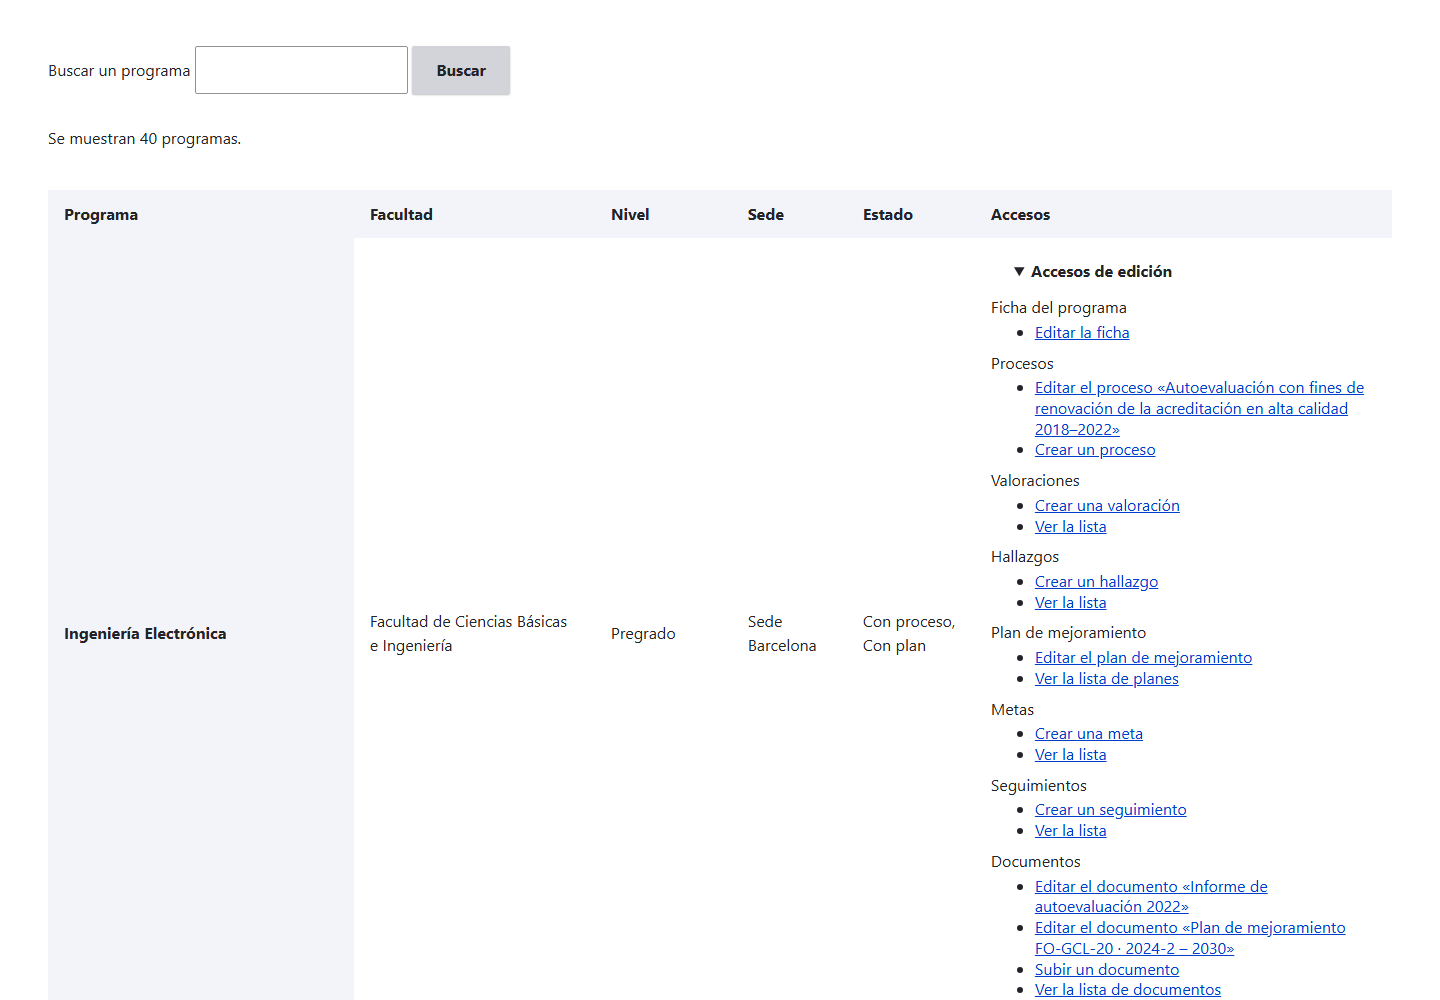 Buscar un programa
Buscar
Se muestran 40 programas.
Programa Facultad Nivel Sede Estado Accesos
Ingeniería Electrónica
Facultad de Ciencias Básicas
e Ingeniería
Pregrado
Sede
Barcelona
Con proceso,
Con plan
▼ Accesos de edición
Ficha del programa
• Editar la ficha
Procesos
• Editar el proceso «Autoevaluación con fines de
renovación de la acreditación en alta calidad
2018–2022»
• Crear un proceso
Valoraciones
• Crear una valoración
• Ver la lista
Hallazgos
• Crear un hallazgo
• Ver la lista
Plan de mejoramiento
• Editar el plan de mejoramiento
• Ver la lista de planes
Metas
• Crear una meta
• Ver la lista
Seguimientos
• Crear un seguimiento
• Ver la lista
Documentos
• Editar el documento «Informe de
autoevaluación 2022»
• Editar el documento «Plan de mejoramiento
FO-GCL-20 · 2024-2 – 2030»
• Subir un documento
• Ver la lista de documentos